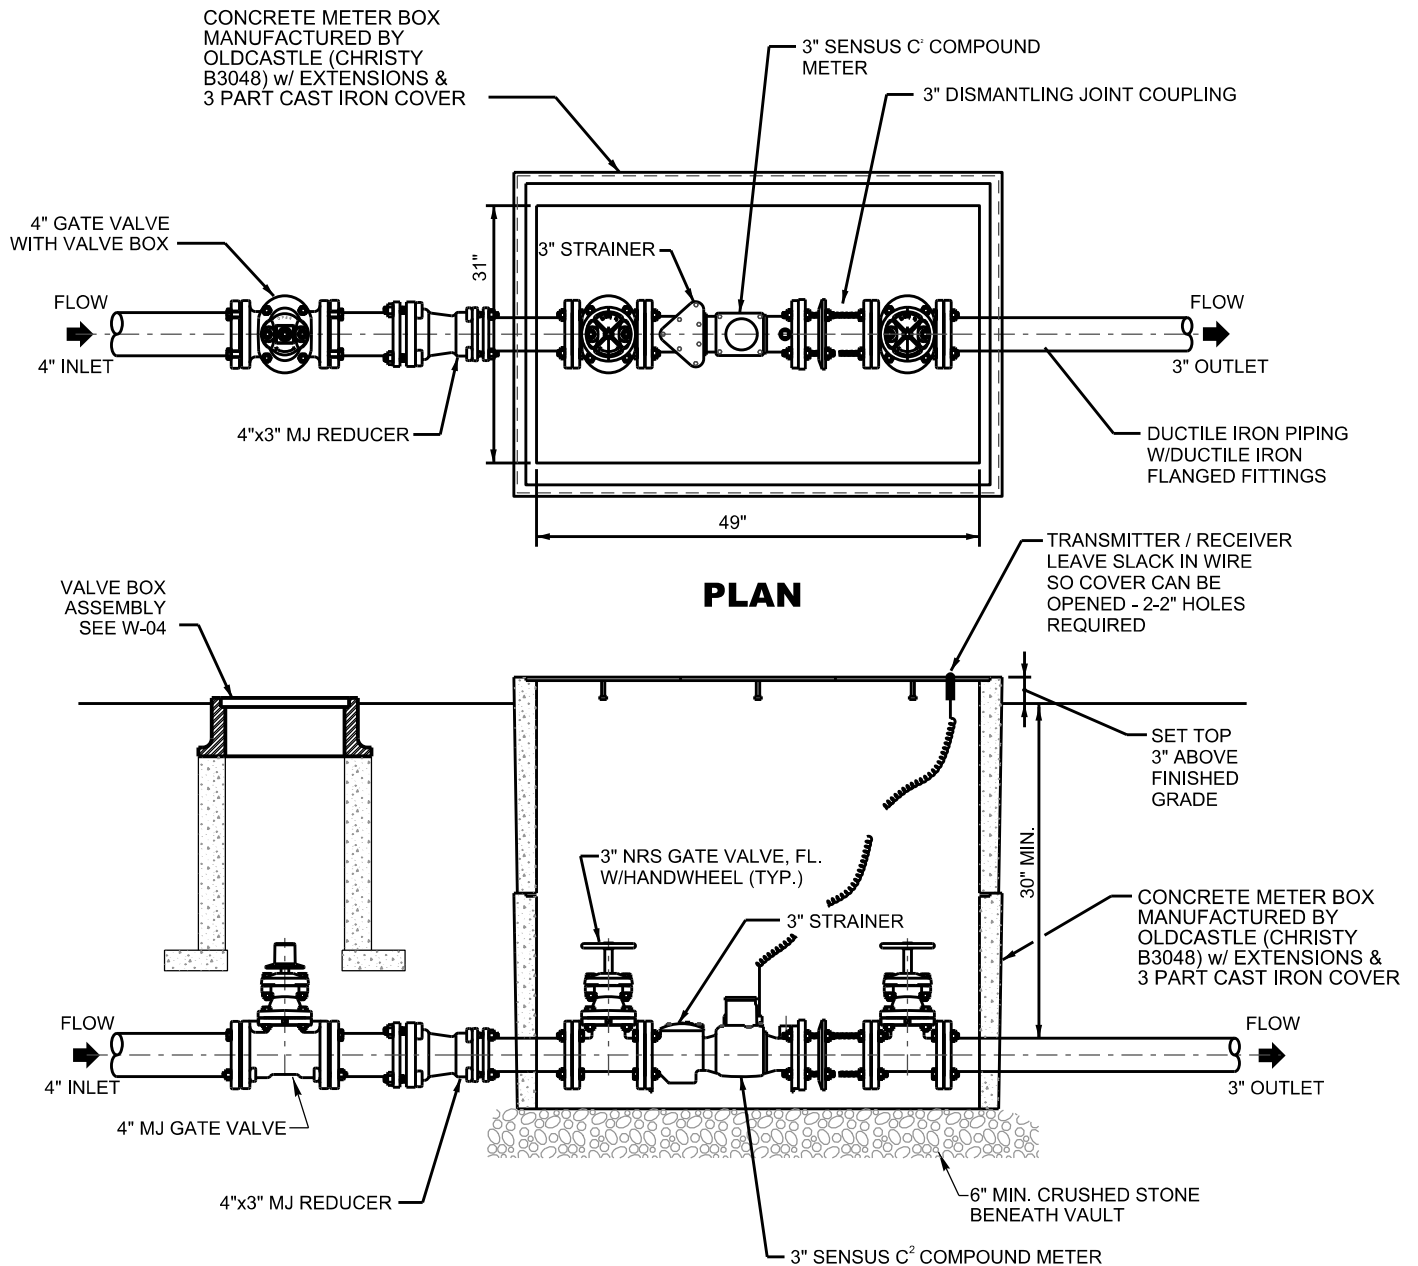 CONCRETE METER BOX
MANUFACTURED BY
OLDCASTLE (CHRISTY
B3048) w/ EXTENSIONS &
3 PART CAST IRON COVER
3" SENSUS C² COMPOUND
METER
3" DISMANTLING JOINT COUPLING
4" GATE VALVE
WITH VALVE BOX
3" STRAINER
31"
FLOW
4" INLET
FLOW
3" OUTLET
4"x3" MJ REDUCER
DUCTILE IRON PIPING
W/DUCTILE IRON
FLANGED FITTINGS
49"
PLAN
TRANSMITTER / RECEIVER
LEAVE SLACK IN WIRE
SO COVER CAN BE
OPENED - 2-2" HOLES
REQUIRED
VALVE BOX
ASSEMBLY
SEE W-04
SET TOP
3" ABOVE
FINISHED
GRADE
30" MIN.
3" NRS GATE VALVE, FL.
W/HANDWHEEL (TYP.)
3" STRAINER
CONCRETE METER BOX
MANUFACTURED BY
OLDCASTLE (CHRISTY
B3048) w/ EXTENSIONS &
3 PART CAST IRON COVER
FLOW
4" INLET
FLOW
3" OUTLET
4" MJ GATE VALVE
4"x3" MJ REDUCER
6" MIN. CRUSHED STONE
BENEATH VAULT
3" SENSUS C² COMPOUND METER